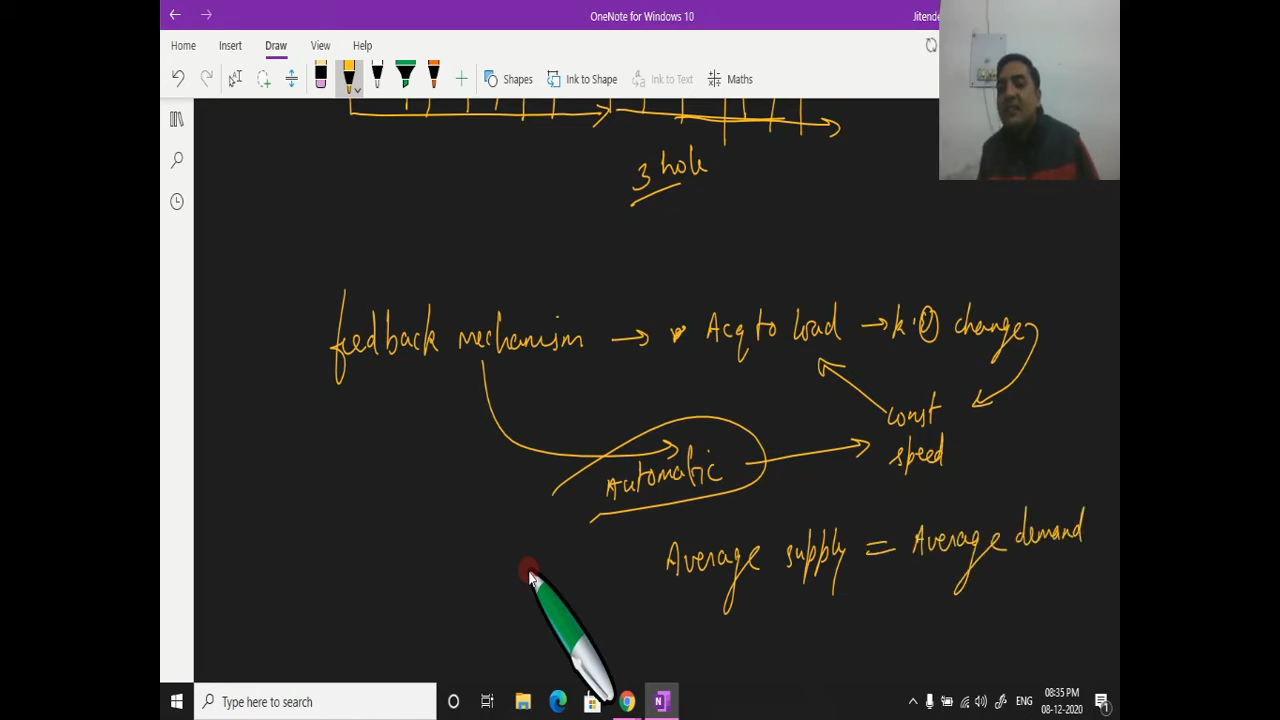 OneNote for Windows 10
Jitend
Home Insert Draw View Help
Shapes Ink to Shape Ink to Text Maths
3 hole
feedback mechanism → Acq to load → k. change
const
speed
Automatic
Average supply = Average demand
Type here to search
ENG
08:35 PM
08-12-2020